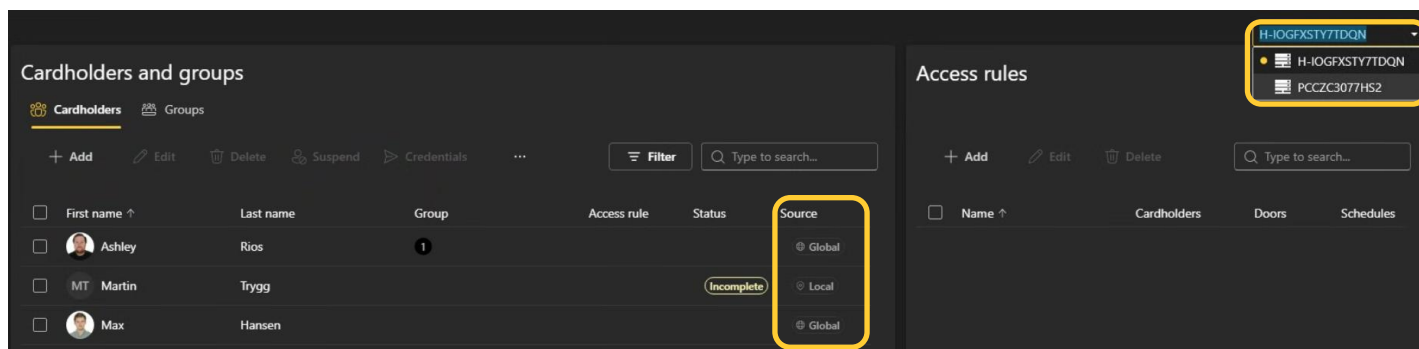 H-IOGFXSTY7TDQN
H-IOGFXSTY7TDQN
PCCZC3077HS2
Cardholders and groups
Cardholders Groups
+ Add Edit Delete Suspend Credentials ... Filter Type to search...
First name ↑ Last name Group Access rule Status Source
Ashley Rios 1 Global
MT Martin Trygg Incomplete Local
Max Hansen Global
Access rules
+ Add Edit Delete Type to search...
Name ↑ Cardholders Doors Schedules